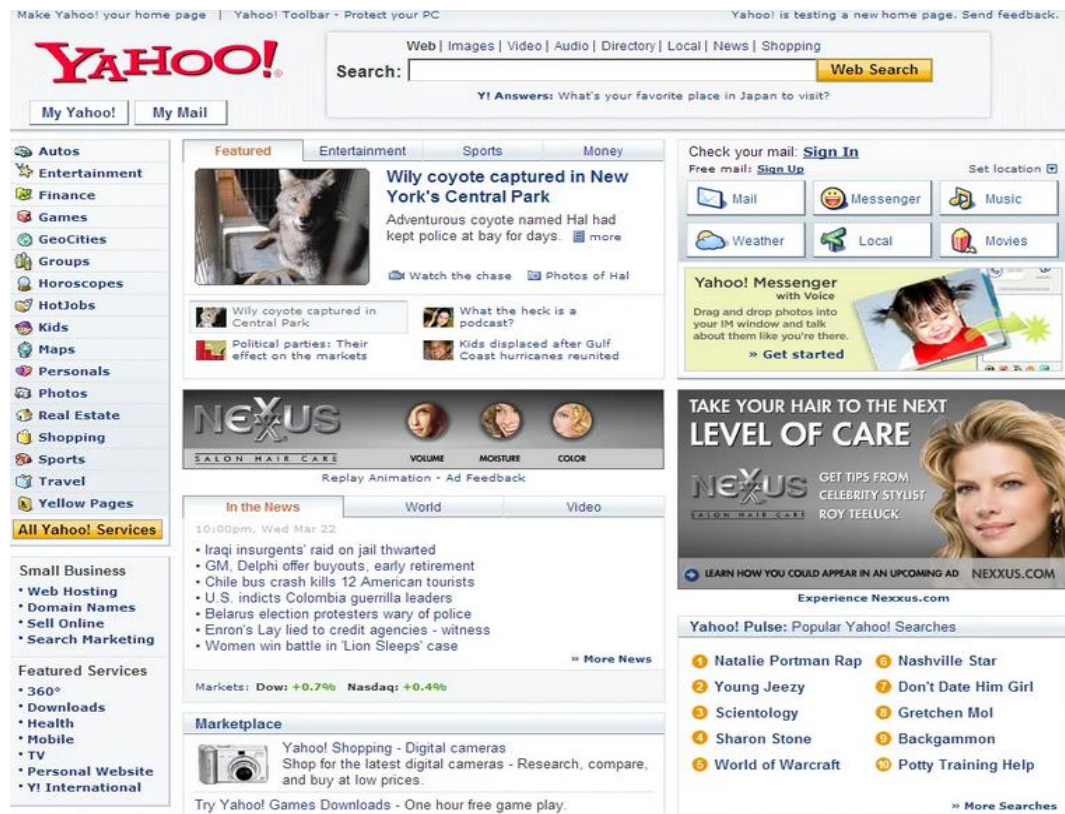 Make Yahoo! your home page | Yahoo! Toolbar - Protect your PC
Yahoo! is testing a new home page. Send feedback.
YAHOO!
Web | Images | Video | Audio | Directory | Local | News | Shopping
Search:
Web Search
Y! Answers: What's your favorite place in Japan to visit?
My Yahoo!
My Mail
Autos
Entertainment
Finance
Games
GeoCities
Groups
Horoscopes
HotJobs
Kids
Maps
Personals
Photos
Real Estate
Shopping
Sports
Travel
Yellow Pages
All Yahoo! Services
Small Business
• Web Hosting
• Domain Names
• Sell Online
• Search Marketing
Featured Services
• 360°
• Downloads
• Health
• Mobile
• TV
• Personal Website
• Y! International
Featured
Entertainment
Sports
Money
Wily coyote captured in New
York's Central Park
Adventurous coyote named Hal had
kept police at bay for days. more
Watch the chase
Photos of Hal
Wily coyote captured in
Central Park
What the heck is a
podcast?
Political parties: Their
effect on the markets
Kids displaced after Gulf
Coast hurricanes reunited
NEXXUS
SALON HAIR CARE
VOLUME
MOISTURE
COLOR
Replay Animation - Ad Feedback
In the News
World
Video
10:00pm, Wed Mar 22
• Iraqi insurgents' raid on jail thwarted
• GM, Delphi offer buyouts, early retirement
• Chile bus crash kills 12 American tourists
• U.S. indicts Colombia guerrilla leaders
• Belarus election protesters wary of police
• Enron's Lay lied to credit agencies - witness
• Women win battle in 'Lion Sleeps' case
» More News
Markets: Dow: +0.7% Nasdaq: +0.4%
Marketplace
Yahoo! Shopping - Digital cameras
Shop for the latest digital cameras - Research, compare,
and buy at low prices.
Try Yahoo! Games Downloads - One hour free game play.
Check your mail: Sign In
Free mail: Sign Up
Set location
Mail
Messenger
Music
Weather
Local
Movies
Yahoo! Messenger
with Voice
Drag and drop photos into
your IM window and talk
about them like you're there.
» Get started
TAKE YOUR HAIR TO THE NEXT
LEVEL OF CARE
NEXXUS
SALON HAIR CARE
GET TIPS FROM
CELEBRITY STYLIST
ROY TEELUCK
LEARN HOW YOU COULD APPEAR IN AN UPCOMING AD
NEXXUS.COM
Experience Nexxus.com
Yahoo! Pulse: Popular Yahoo! Searches
1 Natalie Portman Rap
2 Young Jeezy
3 Scientology
4 Sharon Stone
5 World of Warcraft
6 Nashville Star
7 Don't Date Him Girl
8 Gretchen Mol
9 Backgammon
10 Potty Training Help
» More Searches